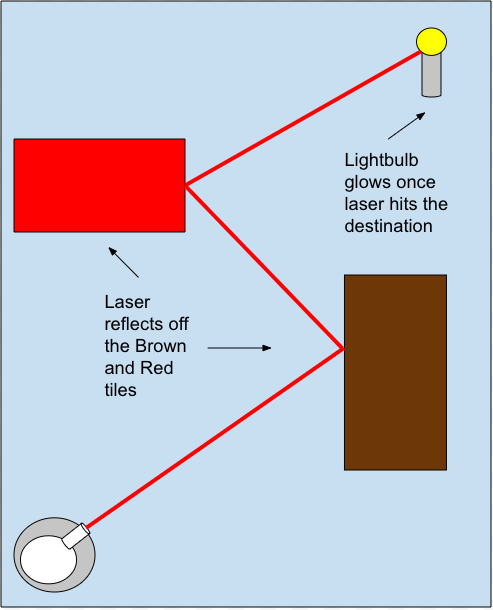 Lightbulb
glows once
laser hits the
destination
Laser
reflects off
the Brown
and Red
tiles